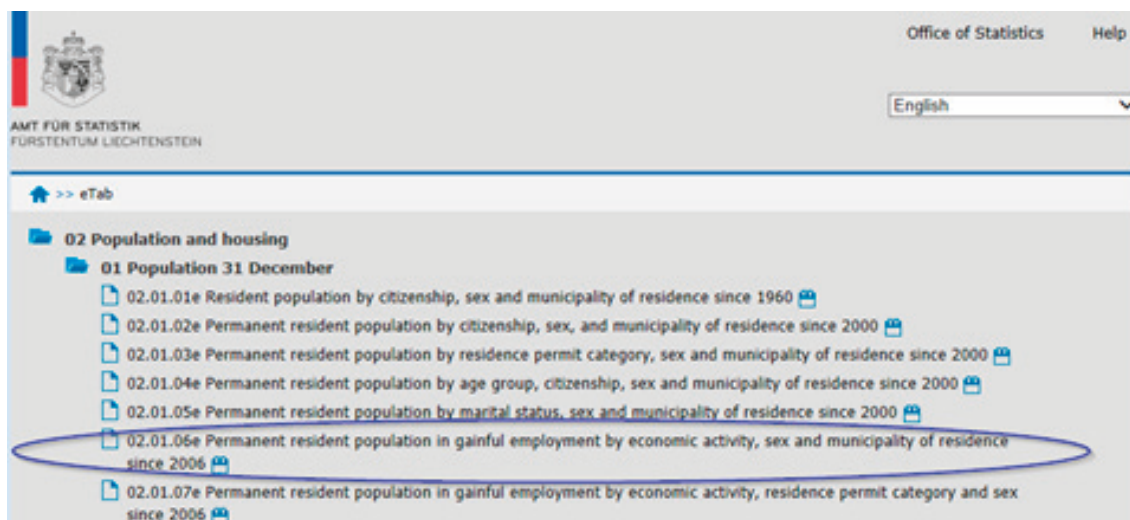 Office of Statistics Help
English
AMT FÜR STATISTIK
FÜRSTENTUM LIECHTENSTEIN
>> eTab
02 Population and housing
01 Population 31 December
02.01.01e Resident population by citizenship, sex and municipality of residence since 1960
02.01.02e Permanent resident population by citizenship, sex, and municipality of residence since 2000
02.01.03e Permanent resident population by residence permit category, sex and municipality of residence since 2000
02.01.04e Permanent resident population by age group, citizenship, sex and municipality of residence since 2000
02.01.05e Permanent resident population by marital status, sex and municipality of residence since 2000
02.01.06e Permanent resident population in gainful employment by economic activity, sex and municipality of residence
since 2006
02.01.07e Permanent resident population in gainful employment by economic activity, residence permit category and sex
since 2006